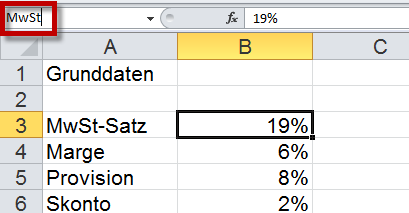 MwSt fx 19%
A B C
1 Grunddaten
2
3 MwSt-Satz 19%
4 Marge 6%
5 Provision 8%
6 Skonto 2%